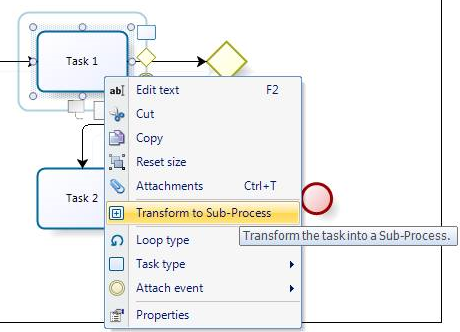 Task 1
Edit text F2
Cut
Copy
Reset size
Attachments Ctrl+T
Task 2
Transform to Sub-Process
Transform the task into a Sub-Process.
Loop type
Task type
Attach event
Properties